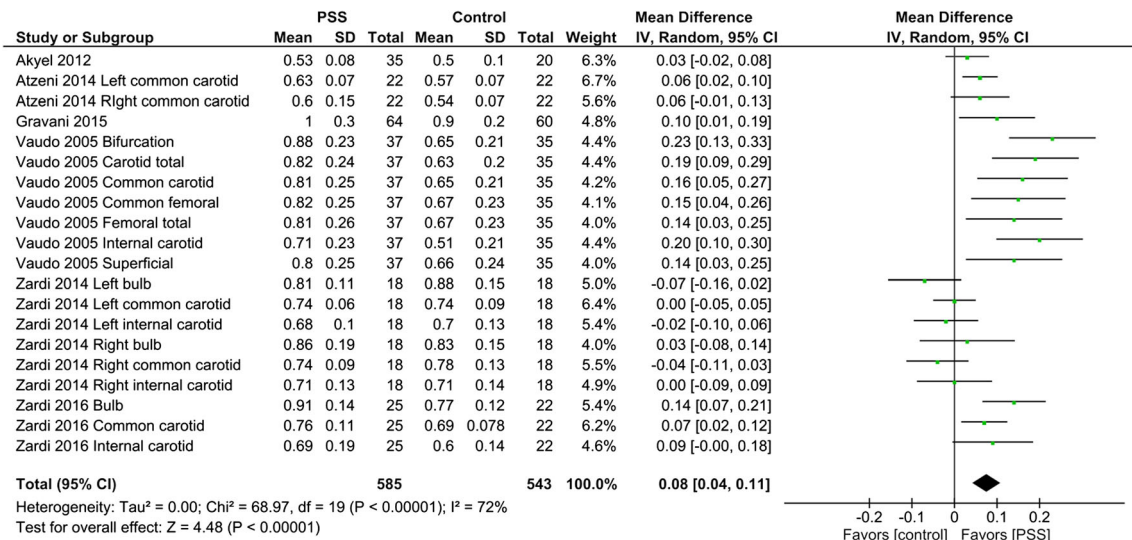 PSS Control Mean Difference Mean Difference
Study or Subgroup Mean SD Total Mean SD Total Weight IV, Random, 95% CI IV, Random, 95% CI
Akyel 2012 0.53 0.08 35 0.5 0.1 20 6.3% 0.03 [-0.02, 0.08]
Atzeni 2014 Left common carotid 0.63 0.07 22 0.57 0.07 22 6.7% 0.06 [0.02, 0.10]
Atzeni 2014 RIght common carotid 0.6 0.15 22 0.54 0.07 22 5.6% 0.06 [-0.01, 0.13]
Gravani 2015 1 0.3 64 0.9 0.2 60 4.8% 0.10 [0.01, 0.19]
Vaudo 2005 Bifurcation 0.88 0.23 37 0.65 0.21 35 4.4% 0.23 [0.13, 0.33]
Vaudo 2005 Carotid total 0.82 0.24 37 0.63 0.2 35 4.4% 0.19 [0.09, 0.29]
Vaudo 2005 Common carotid 0.81 0.25 37 0.65 0.21 35 4.2% 0.16 [0.05, 0.27]
Vaudo 2005 Common femoral 0.82 0.25 37 0.67 0.23 35 4.1% 0.15 [0.04, 0.26]
Vaudo 2005 Femoral total 0.81 0.26 37 0.67 0.23 35 4.0% 0.14 [0.03, 0.25]
Vaudo 2005 Internal carotid 0.71 0.23 37 0.51 0.21 35 4.4% 0.20 [0.10, 0.30]
Vaudo 2005 Superficial 0.8 0.25 37 0.66 0.24 35 4.0% 0.14 [0.03, 0.25]
Zardi 2014 Left bulb 0.81 0.11 18 0.88 0.15 18 5.0% -0.07 [-0.16, 0.02]
Zardi 2014 Left common carotid 0.74 0.06 18 0.74 0.09 18 6.4% 0.00 [-0.05, 0.05]
Zardi 2014 Left internal carotid 0.68 0.1 18 0.7 0.13 18 5.4% -0.02 [-0.10, 0.06]
Zardi 2014 Right bulb 0.86 0.19 18 0.83 0.15 18 4.0% 0.03 [-0.08, 0.14]
Zardi 2014 Right common carotid 0.74 0.09 18 0.78 0.13 18 5.5% -0.04 [-0.11, 0.03]
Zardi 2014 Right internal carotid 0.71 0.13 18 0.71 0.14 18 4.9% 0.00 [-0.09, 0.09]
Zardi 2016 Bulb 0.91 0.14 25 0.77 0.12 22 5.4% 0.14 [0.07, 0.21]
Zardi 2016 Common carotid 0.76 0.11 25 0.69 0.078 22 6.2% 0.07 [0.02, 0.12]
Zardi 2016 Internal carotid 0.69 0.19 25 0.6 0.14 22 4.6% 0.09 [-0.00, 0.18]
Total (95% CI) 585 543 100.0% 0.08 [0.04, 0.11]
Heterogeneity: Tau² = 0.00; Chi² = 68.97, df = 19 (P < 0.00001); I² = 72%
Test for overall effect: Z = 4.48 (P < 0.00001)
-0.2 -0.1 0 0.1 0.2
Favors [control] Favors [PSS]